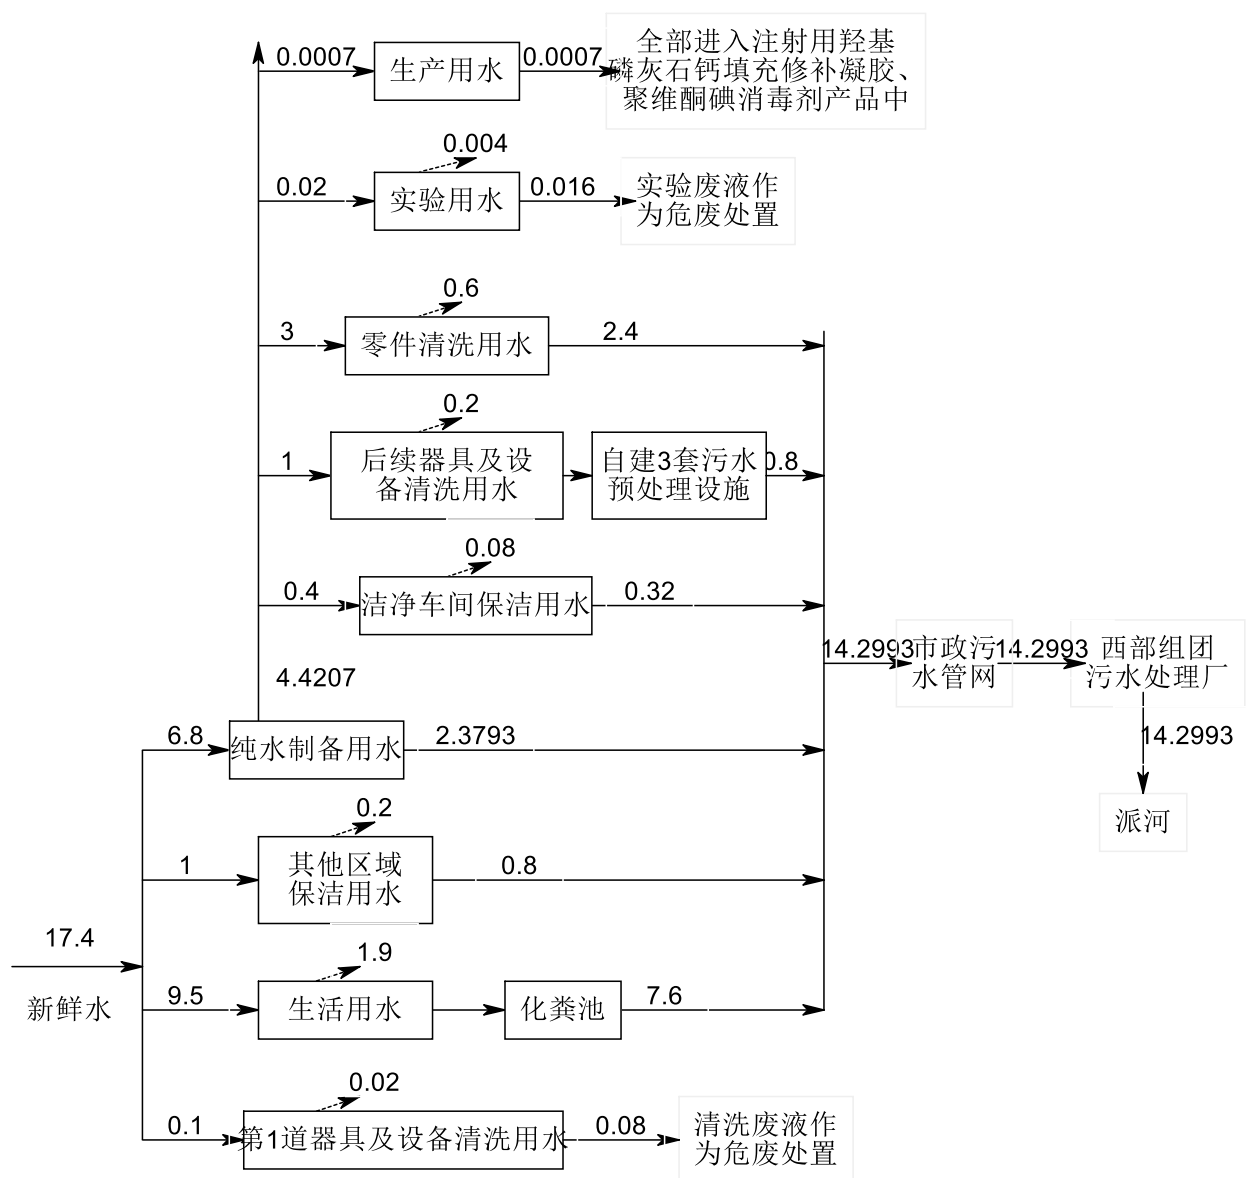 0.0007
生产用水
0.0007
全部进入注射用羟基
磷灰石钙填充修补凝胶、
聚维酮碘消毒剂产品中
0.004
0.02
实验用水
0.016
实验废液作
为危废处置
0.6
3
零件清洗用水
2.4
0.2
1
后续器具及设
备清洗用水
自建3套污水
预处理设施
0.8
0.08
0.4
洁净车间保洁用水
0.32
14.2993
市政污
水管网
14.2993
西部组团
污水处理厂
4.4207
6.8
纯水制备用水
2.3793
14.2993
派河
0.2
1
其他区域
保洁用水
0.8
17.4
新鲜水
1.9
9.5
生活用水
化粪池
7.6
0.02
0.1
第1道器具及设备清洗用水
0.08
清洗废液作
为危废处置